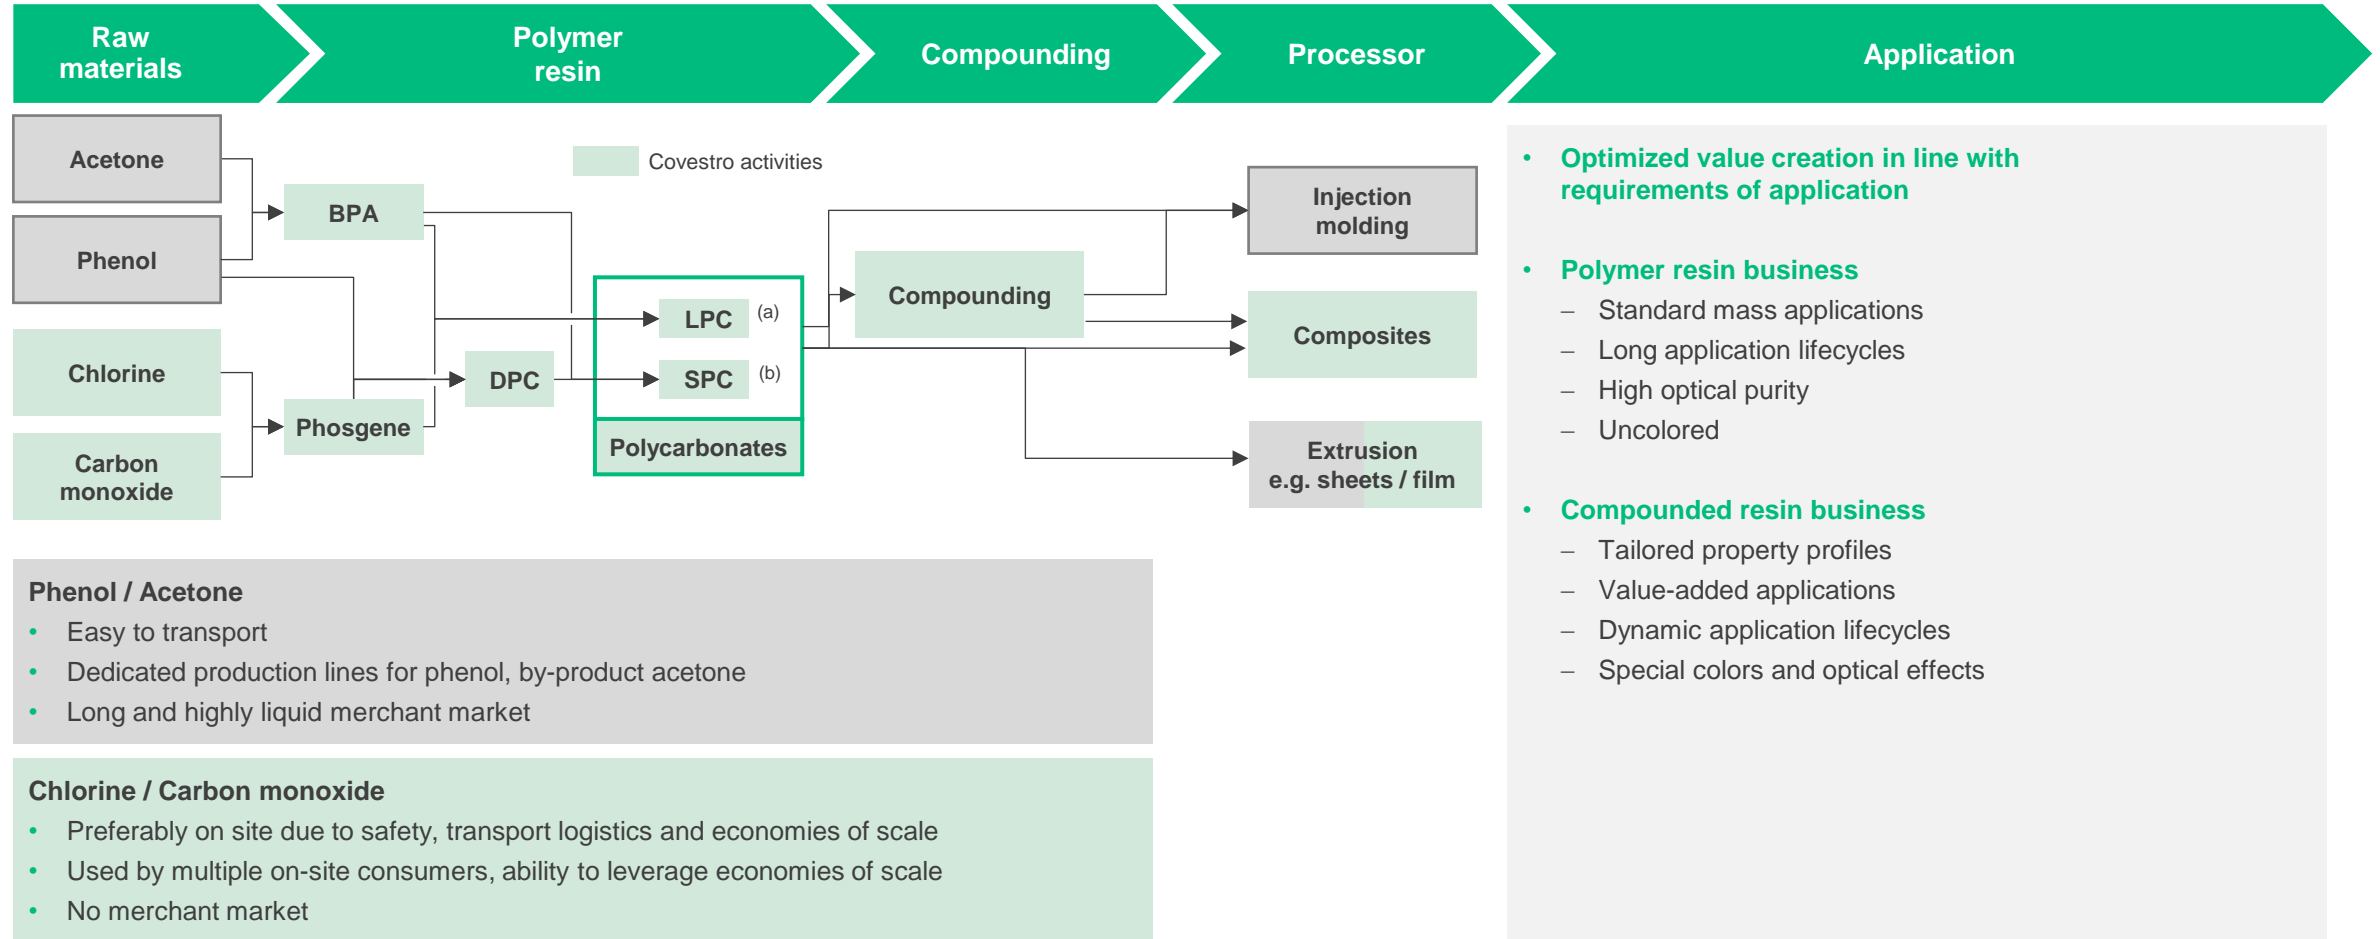 Raw
materials
Polymer
resin
Compounding
Processor
Application
Acetone
Phenol
Chlorine
Carbon
monoxide
BPA
Phosgene
DPC
Covestro activities
LPC (a)
SPC (b)
Polycarbonates
Compounding
Injection
molding
Composites
Extrusion
e.g. sheets / film
• Optimized value creation in line with
requirements of application
• Polymer resin business
– Standard mass applications
– Long application lifecycles
– High optical purity
– Uncolored
• Compounded resin business
– Tailored property profiles
– Value-added applications
– Dynamic application lifecycles
– Special colors and optical effects
Phenol / Acetone
• Easy to transport
• Dedicated production lines for phenol, by-product acetone
• Long and highly liquid merchant market
Chlorine / Carbon monoxide
• Preferably on site due to safety, transport logistics and economies of scale
• Used by multiple on-site consumers, ability to leverage economies of scale
• No merchant market